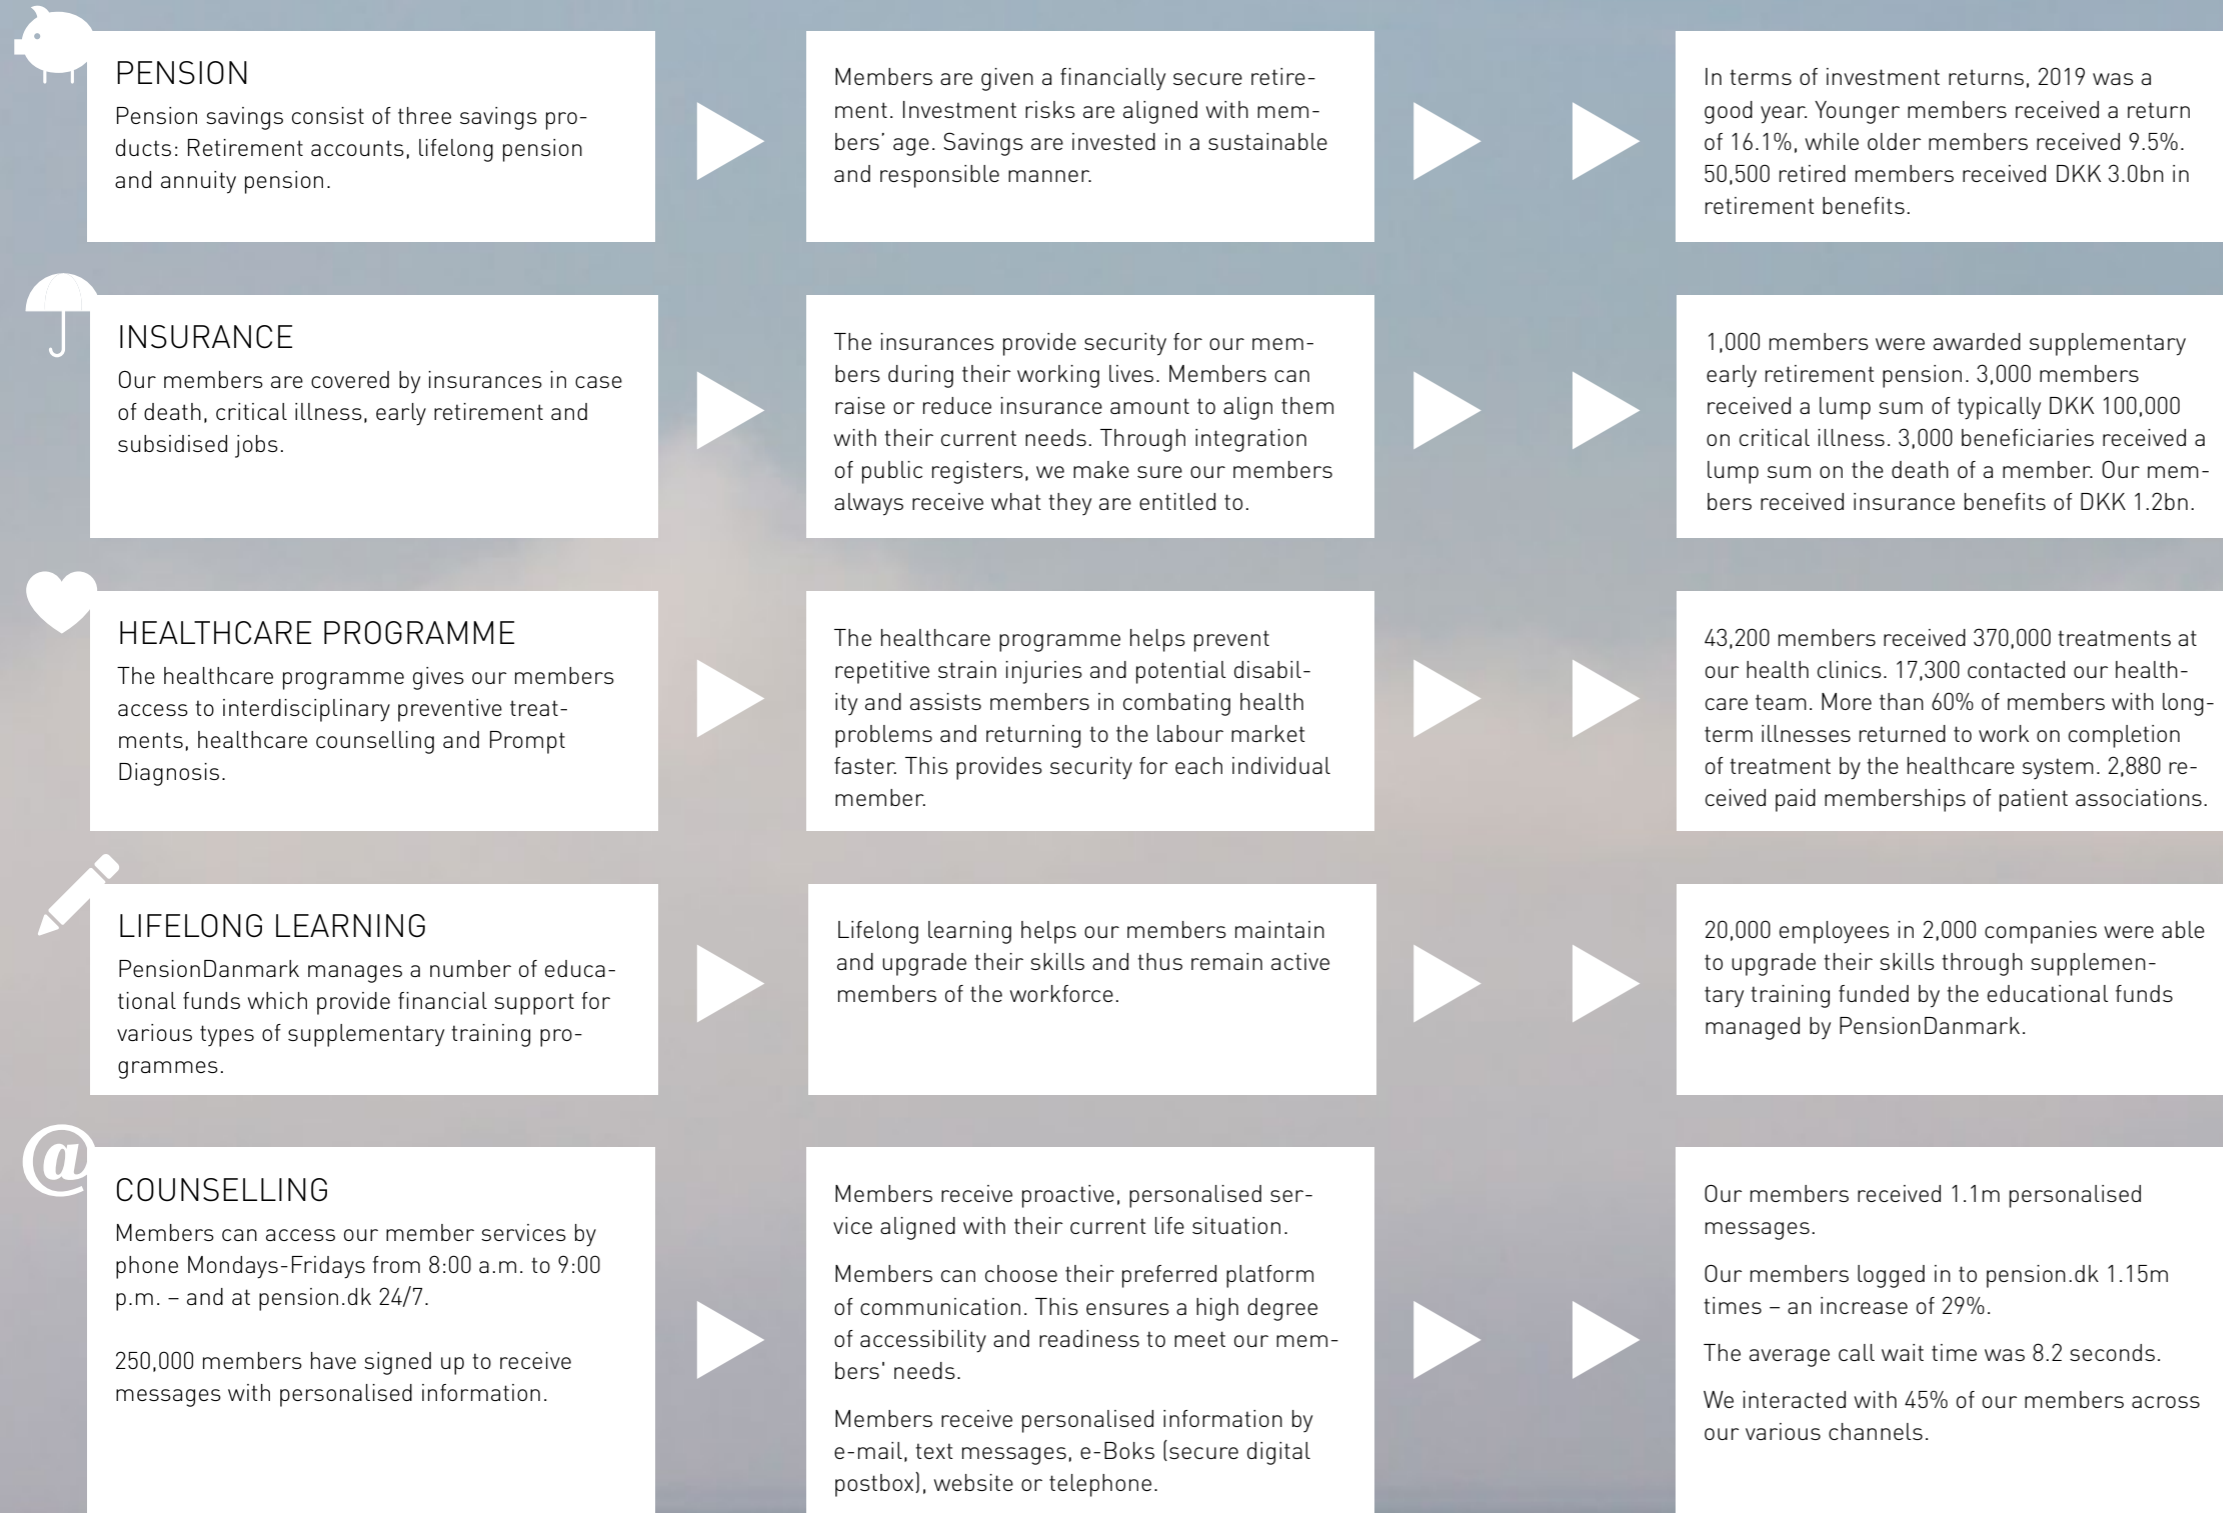 PENSION
Pension savings consist of three savings pro-
ducts: Retirement accounts, lifelong pension
and annuity pension.
Members are given a financially secure retire-
ment. Investment risks are aligned with mem-
bers' age. Savings are invested in a sustainable
and responsible manner.
In terms of investment returns, 2019 was a
good year. Younger members received a return
of 16.1%, while older members received 9.5%.
50,500 retired members received DKK 3.0bn in
retirement benefits.
INSURANCE
Our members are covered by insurances in case
of death, critical illness, early retirement and
subsidised jobs.
The insurances provide security for our mem-
bers during their working lives. Members can
raise or reduce insurance amount to align them
with their current needs. Through integration
of public registers, we make sure our members
always receive what they are entitled to.
1,000 members were awarded supplementary
early retirement pension. 3,000 members
received a lump sum of typically DKK 100,000
on critical illness. 3,000 beneficiaries received a
lump sum on the death of a member. Our mem-
bers received insurance benefits of DKK 1.2bn.
HEALTHCARE PROGRAMME
The healthcare programme gives our members
access to interdisciplinary preventive treat-
ments, healthcare counselling and Prompt
Diagnosis.
The healthcare programme helps prevent
repetitive strain injuries and potential disabil-
ity and assists members in combating health
problems and returning to the labour market
faster. This provides security for each individual
member.
43,200 members received 370,000 treatments at
our health clinics. 17,300 contacted our health-
care team. More than 60% of members with long-
term illnesses returned to work on completion
of treatment by the healthcare system. 2,880 re-
ceived paid memberships of patient associations.
LIFELONG LEARNING
PensionDanmark manages a number of educa-
tional funds which provide financial support for
various types of supplementary training pro-
grammes.
Lifelong learning helps our members maintain
and upgrade their skills and thus remain active
members of the workforce.
20,000 employees in 2,000 companies were able
to upgrade their skills through supplemen-
tary training funded by the educational funds
managed by PensionDanmark.
@
COUNSELLING
Members can access our member services by
phone Mondays-Fridays from 8:00 a.m. to 9:00
p.m. – and at pension.dk 24/7.
250,000 members have signed up to receive
messages with personalised information.
Members receive proactive, personalised ser-
vice aligned with their current life situation.
Members can choose their preferred platform
of communication. This ensures a high degree
of accessibility and readiness to meet our mem-
bers' needs.
Members receive personalised information by
e-mail, text messages, e-Boks (secure digital
postbox), website or telephone.
Our members received 1.1m personalised
messages.
Our members logged in to pension.dk 1.15m
times – an increase of 29%.
The average call wait time was 8.2 seconds.
We interacted with 45% of our members across
our various channels.